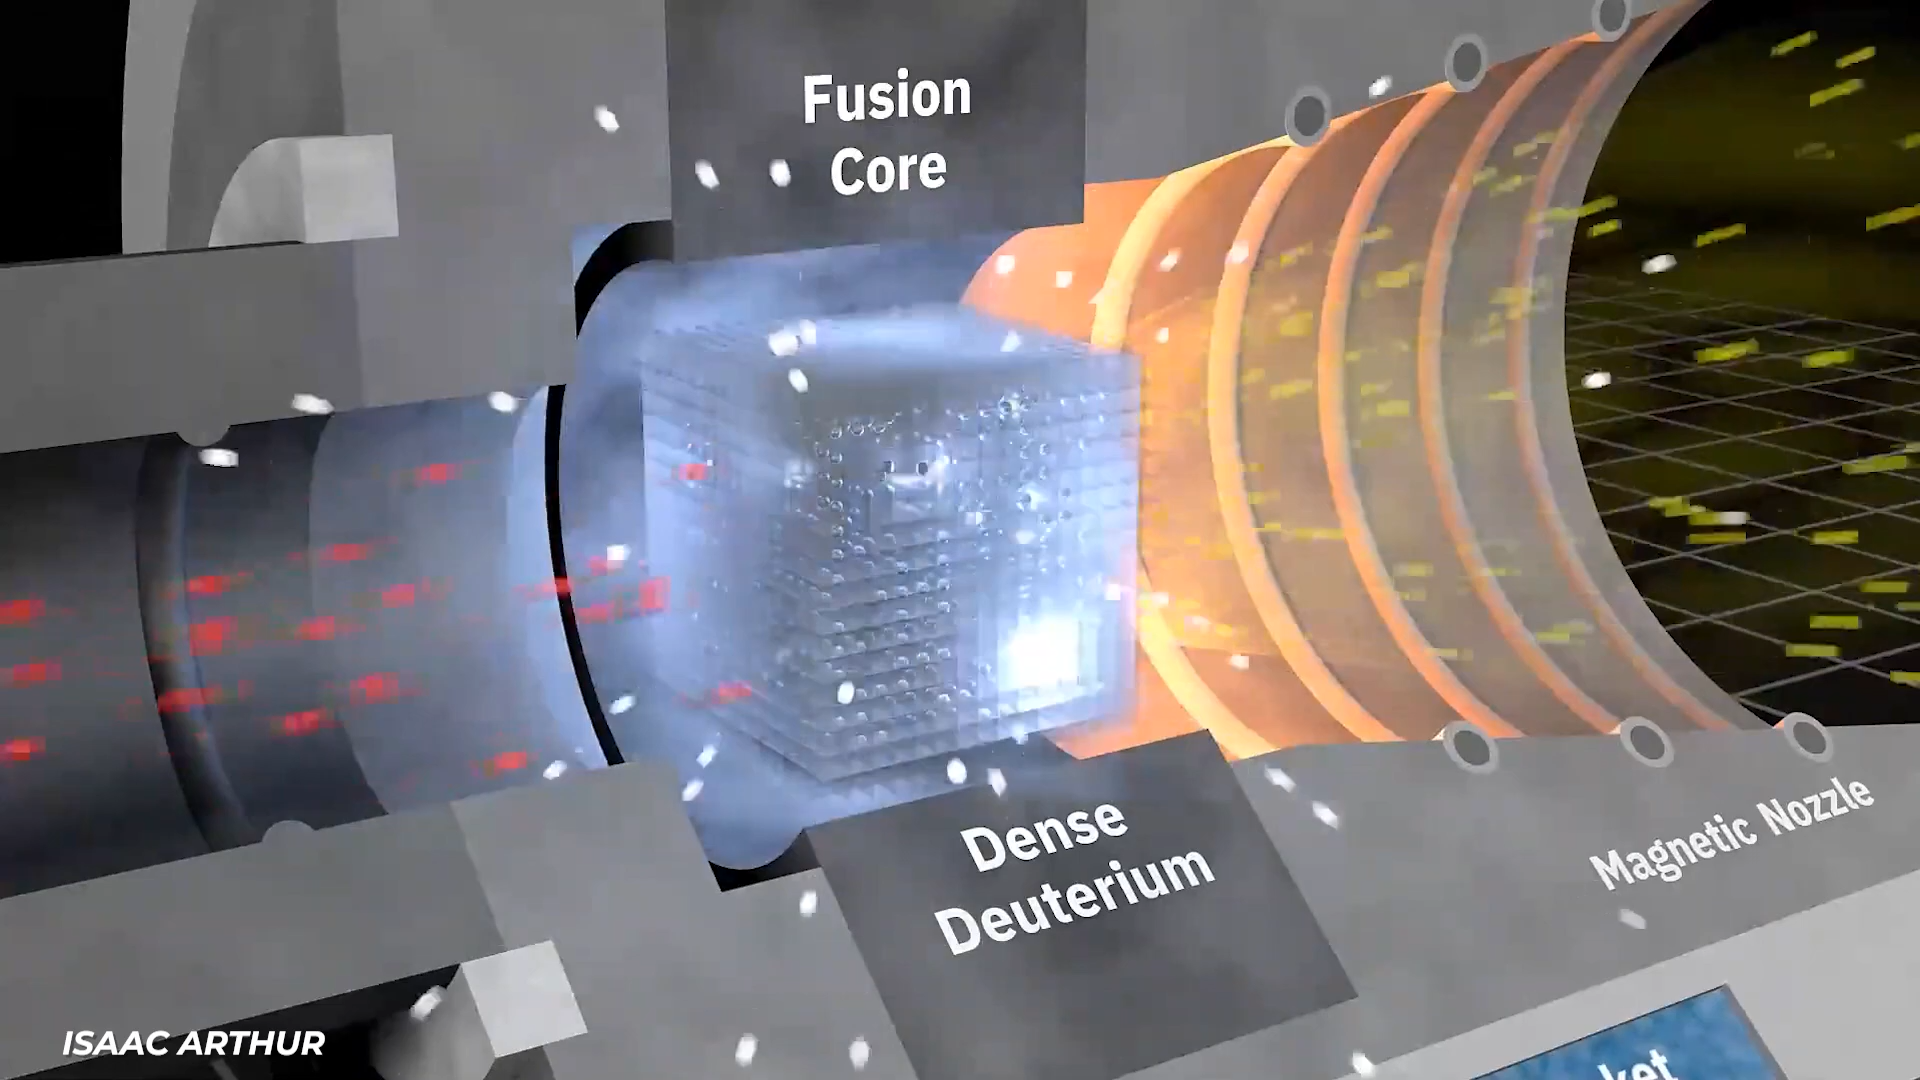 Fusion
Core
Dense
Deuterium
Magnetic Nozzle
ISAAC ARTHUR